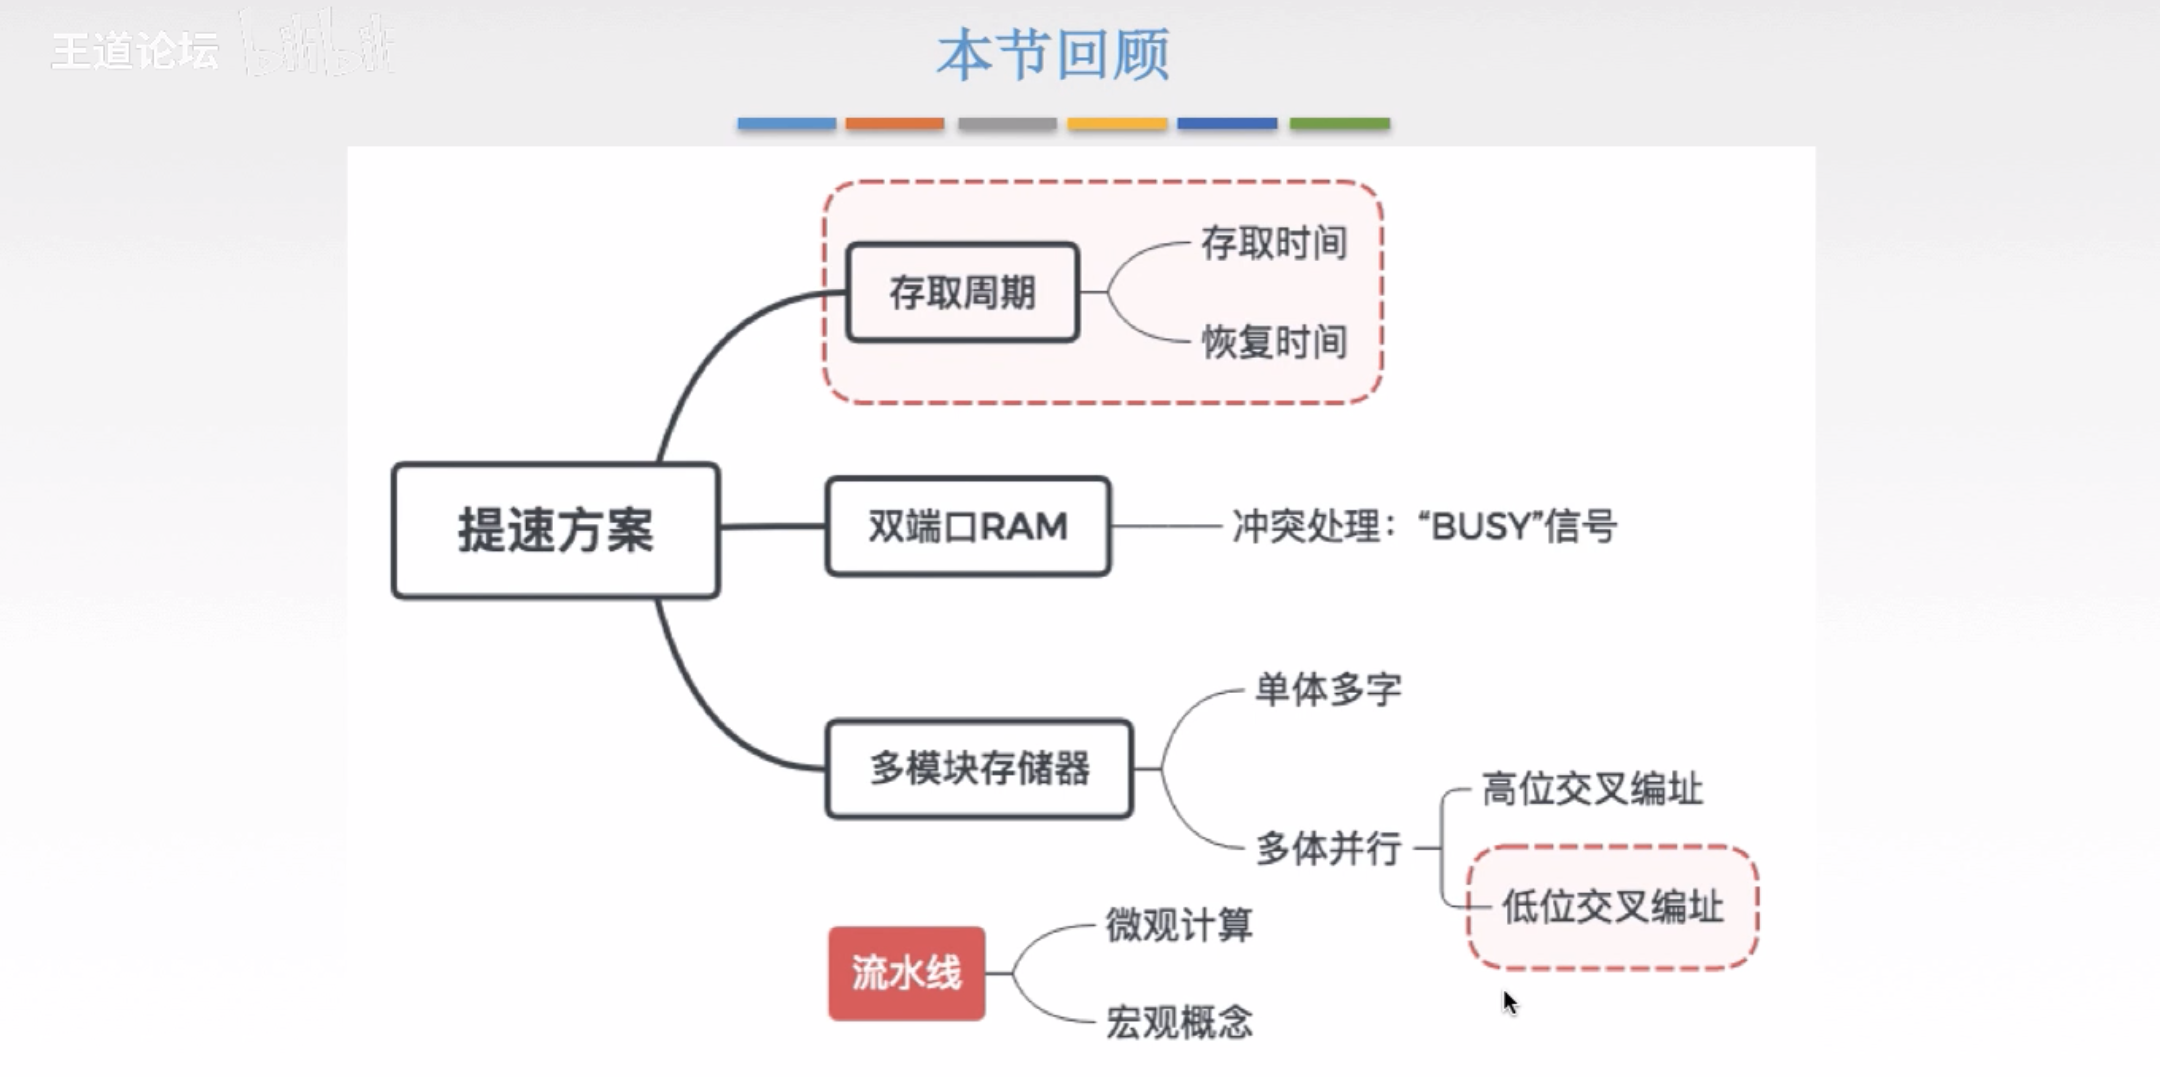 王道论坛 bilibili
本节回顾
存取时间
存取周期
恢复时间
提速方案
双端口RAM
冲突处理：“BUSY”信号
单体多字
多模块存储器
高位交叉编址
多体并行
低位交叉编址
微观计算
流水线
宏观概念